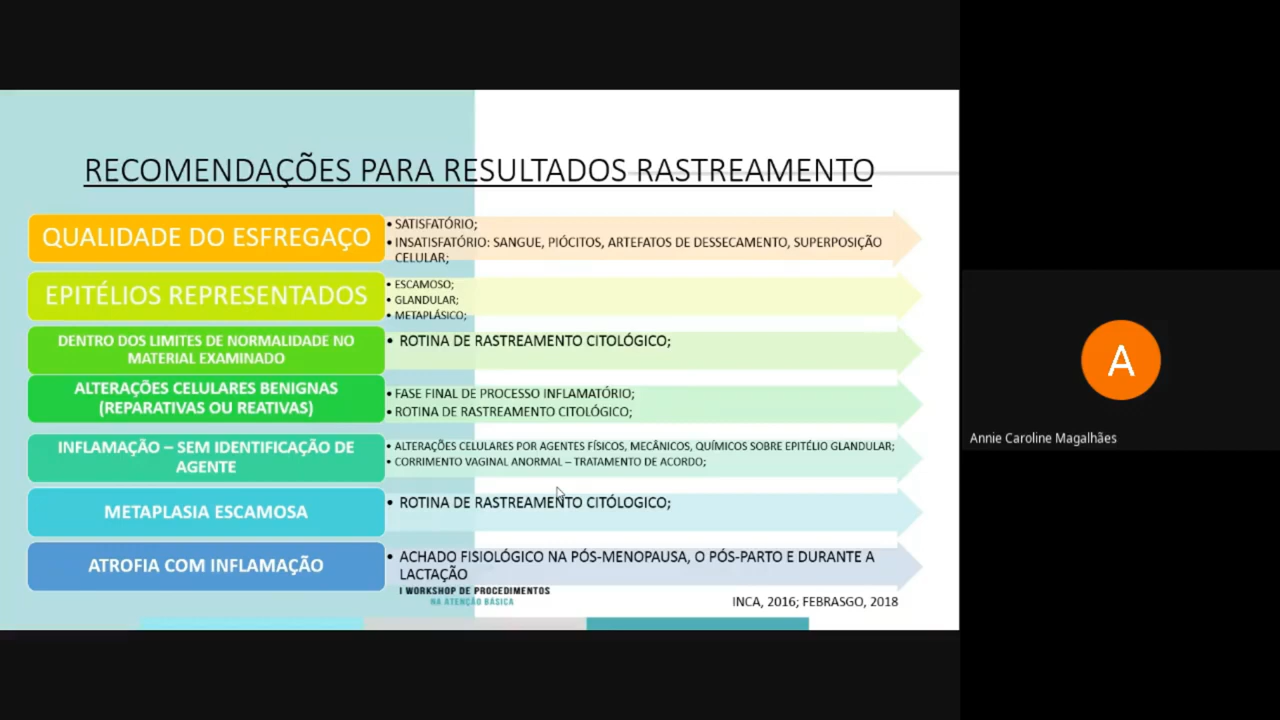 RECOMENDAÇÕES PARA RESULTADOS RASTREAMENTO
QUALIDADE DO ESFREGAÇO
• SATISFATÓRIO;
• INSATISFATÓRIO: SANGUE, PIÓCITOS, ARTEFATOS DE DESSECAMENTO, SUPERPOSIÇÃO
CELULAR;
EPITÉLIOS REPRESENTADOS
• ESCAMOSO;
• GLANDULAR;
• METAPLÁSICO;
DENTRO DOS LIMITES DE NORMALIDADE NO
MATERIAL EXAMINADO
• ROTINA DE RASTREAMENTO CITOLÓGICO;
ALTERAÇÕES CELULARES BENIGNAS
(REPARATIVAS OU REATIVAS)
• FASE FINAL DE PROCESSO INFLAMATÓRIO;
• ROTINA DE RASTREAMENTO CITOLÓGICO;
INFLAMAÇÃO – SEM IDENTIFICAÇÃO DE
AGENTE
• ALTERAÇÕES CELULARES POR AGENTES FÍSICOS, MECÂNICOS, QUÍMICOS SOBRE EPITÉLIO GLANDULAR;
• CORRIMENTO VAGINAL ANORMAL – TRATAMENTO DE ACORDO;
METAPLASIA ESCAMOSA
• ROTINA DE RASTREAMENTO CITÓLOGICO;
ATROFIA COM INFLAMAÇÃO
• ACHADO FISIOLÓGICO NA PÓS-MENOPAUSA, O PÓS-PARTO E DURANTE A
LACTAÇÃO
I WORKSHOP DE PROCEDIMENTOS
NA ATENÇÃO BÁSICA
INCA, 2016; FEBRASGO, 2018
A
Annie Caroline Magalhães